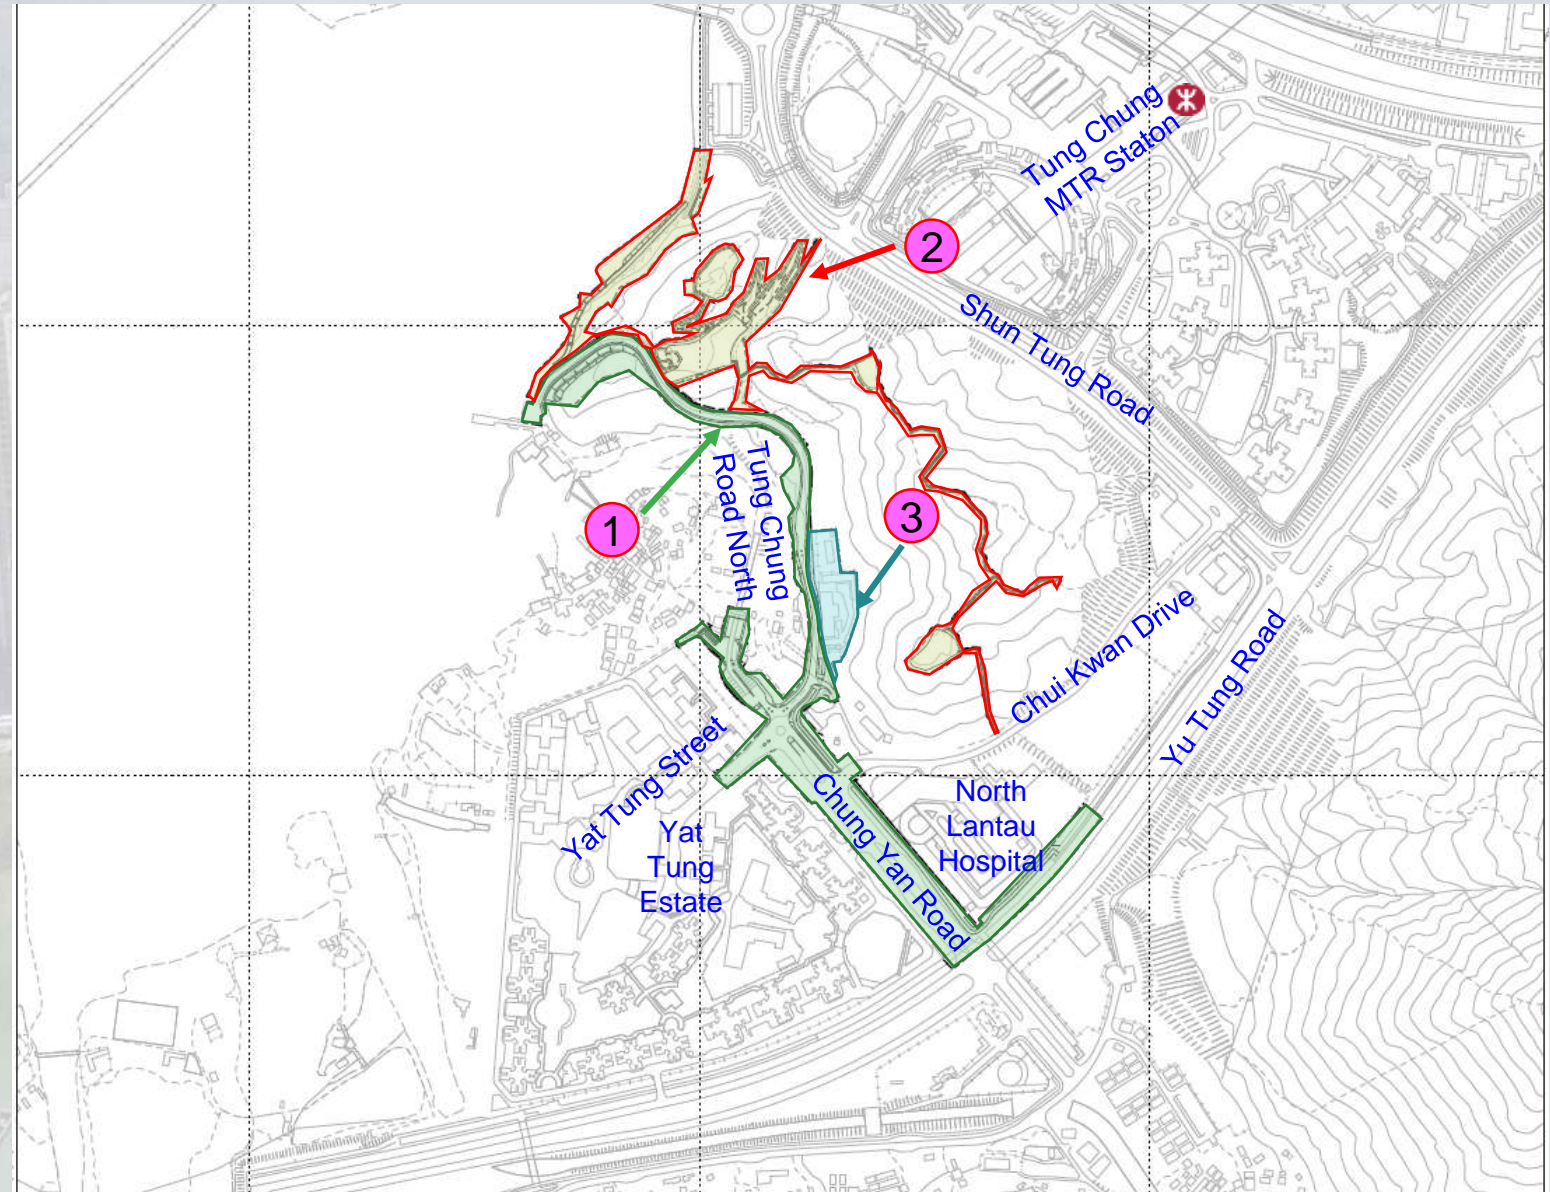 Tung Chung
MTR Staton
2
Shun Tung Road
Tung Chung
Road North
3
1
Chui Kwan Drive
Yu Tung Road
Yat Tung Street
Chung Yan Road
North
Lantau
Hospital
Yat
Tung
Estate